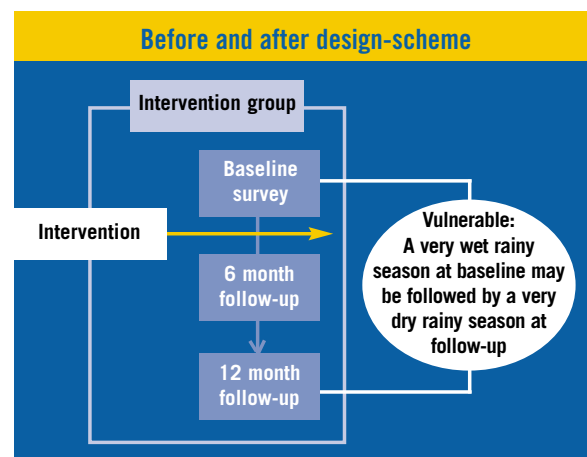 Before and after design-scheme
Intervention group
Baseline
survey
Intervention
6 month
follow-up
12 month
follow-up
Vulnerable:
A very wet rainy
season at baseline may
be followed by a very
dry rainy season at
follow-up